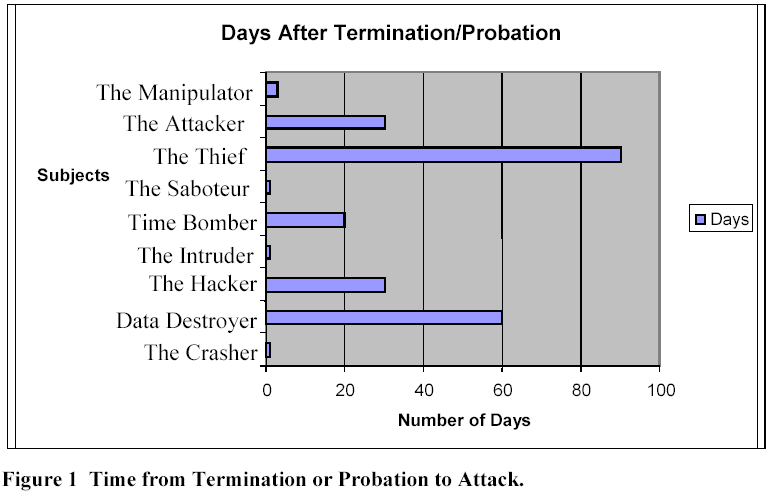 Days After Termination/Probation
The Manipulator
The Attacker
The Thief
Subjects
The Saboteur
Time Bomber
The Intruder
The Hacker
Data Destroyer
The Crasher
Days
0 20 40 60 80 100
Number of Days
Figure 1 Time from Termination or Probation to Attack.